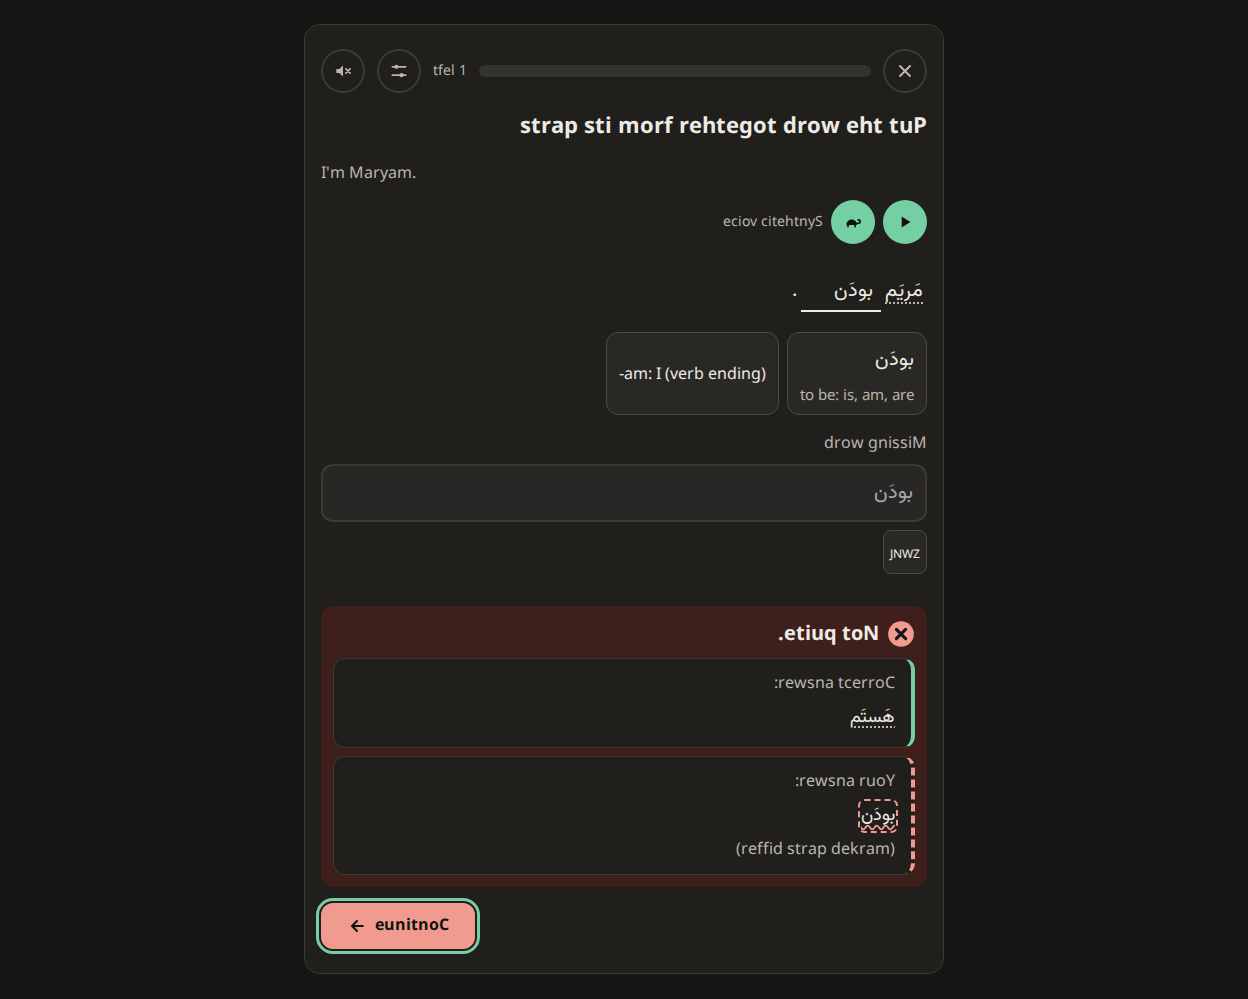 tfel 1
strap sti morf rehtegot drow eht tuP
I'm Maryam.
eciov citehtnyS
مَریَم بودَن .
بودَن
to be: is, am, are
-am: I (verb ending)
drow gnissiM
بودَن
ZWNJ
.etiuq toN
:rewsna tcerroC
هَستَم
:rewsna ruoY
بودَن
(reffid strap dekram)
eunitnoC